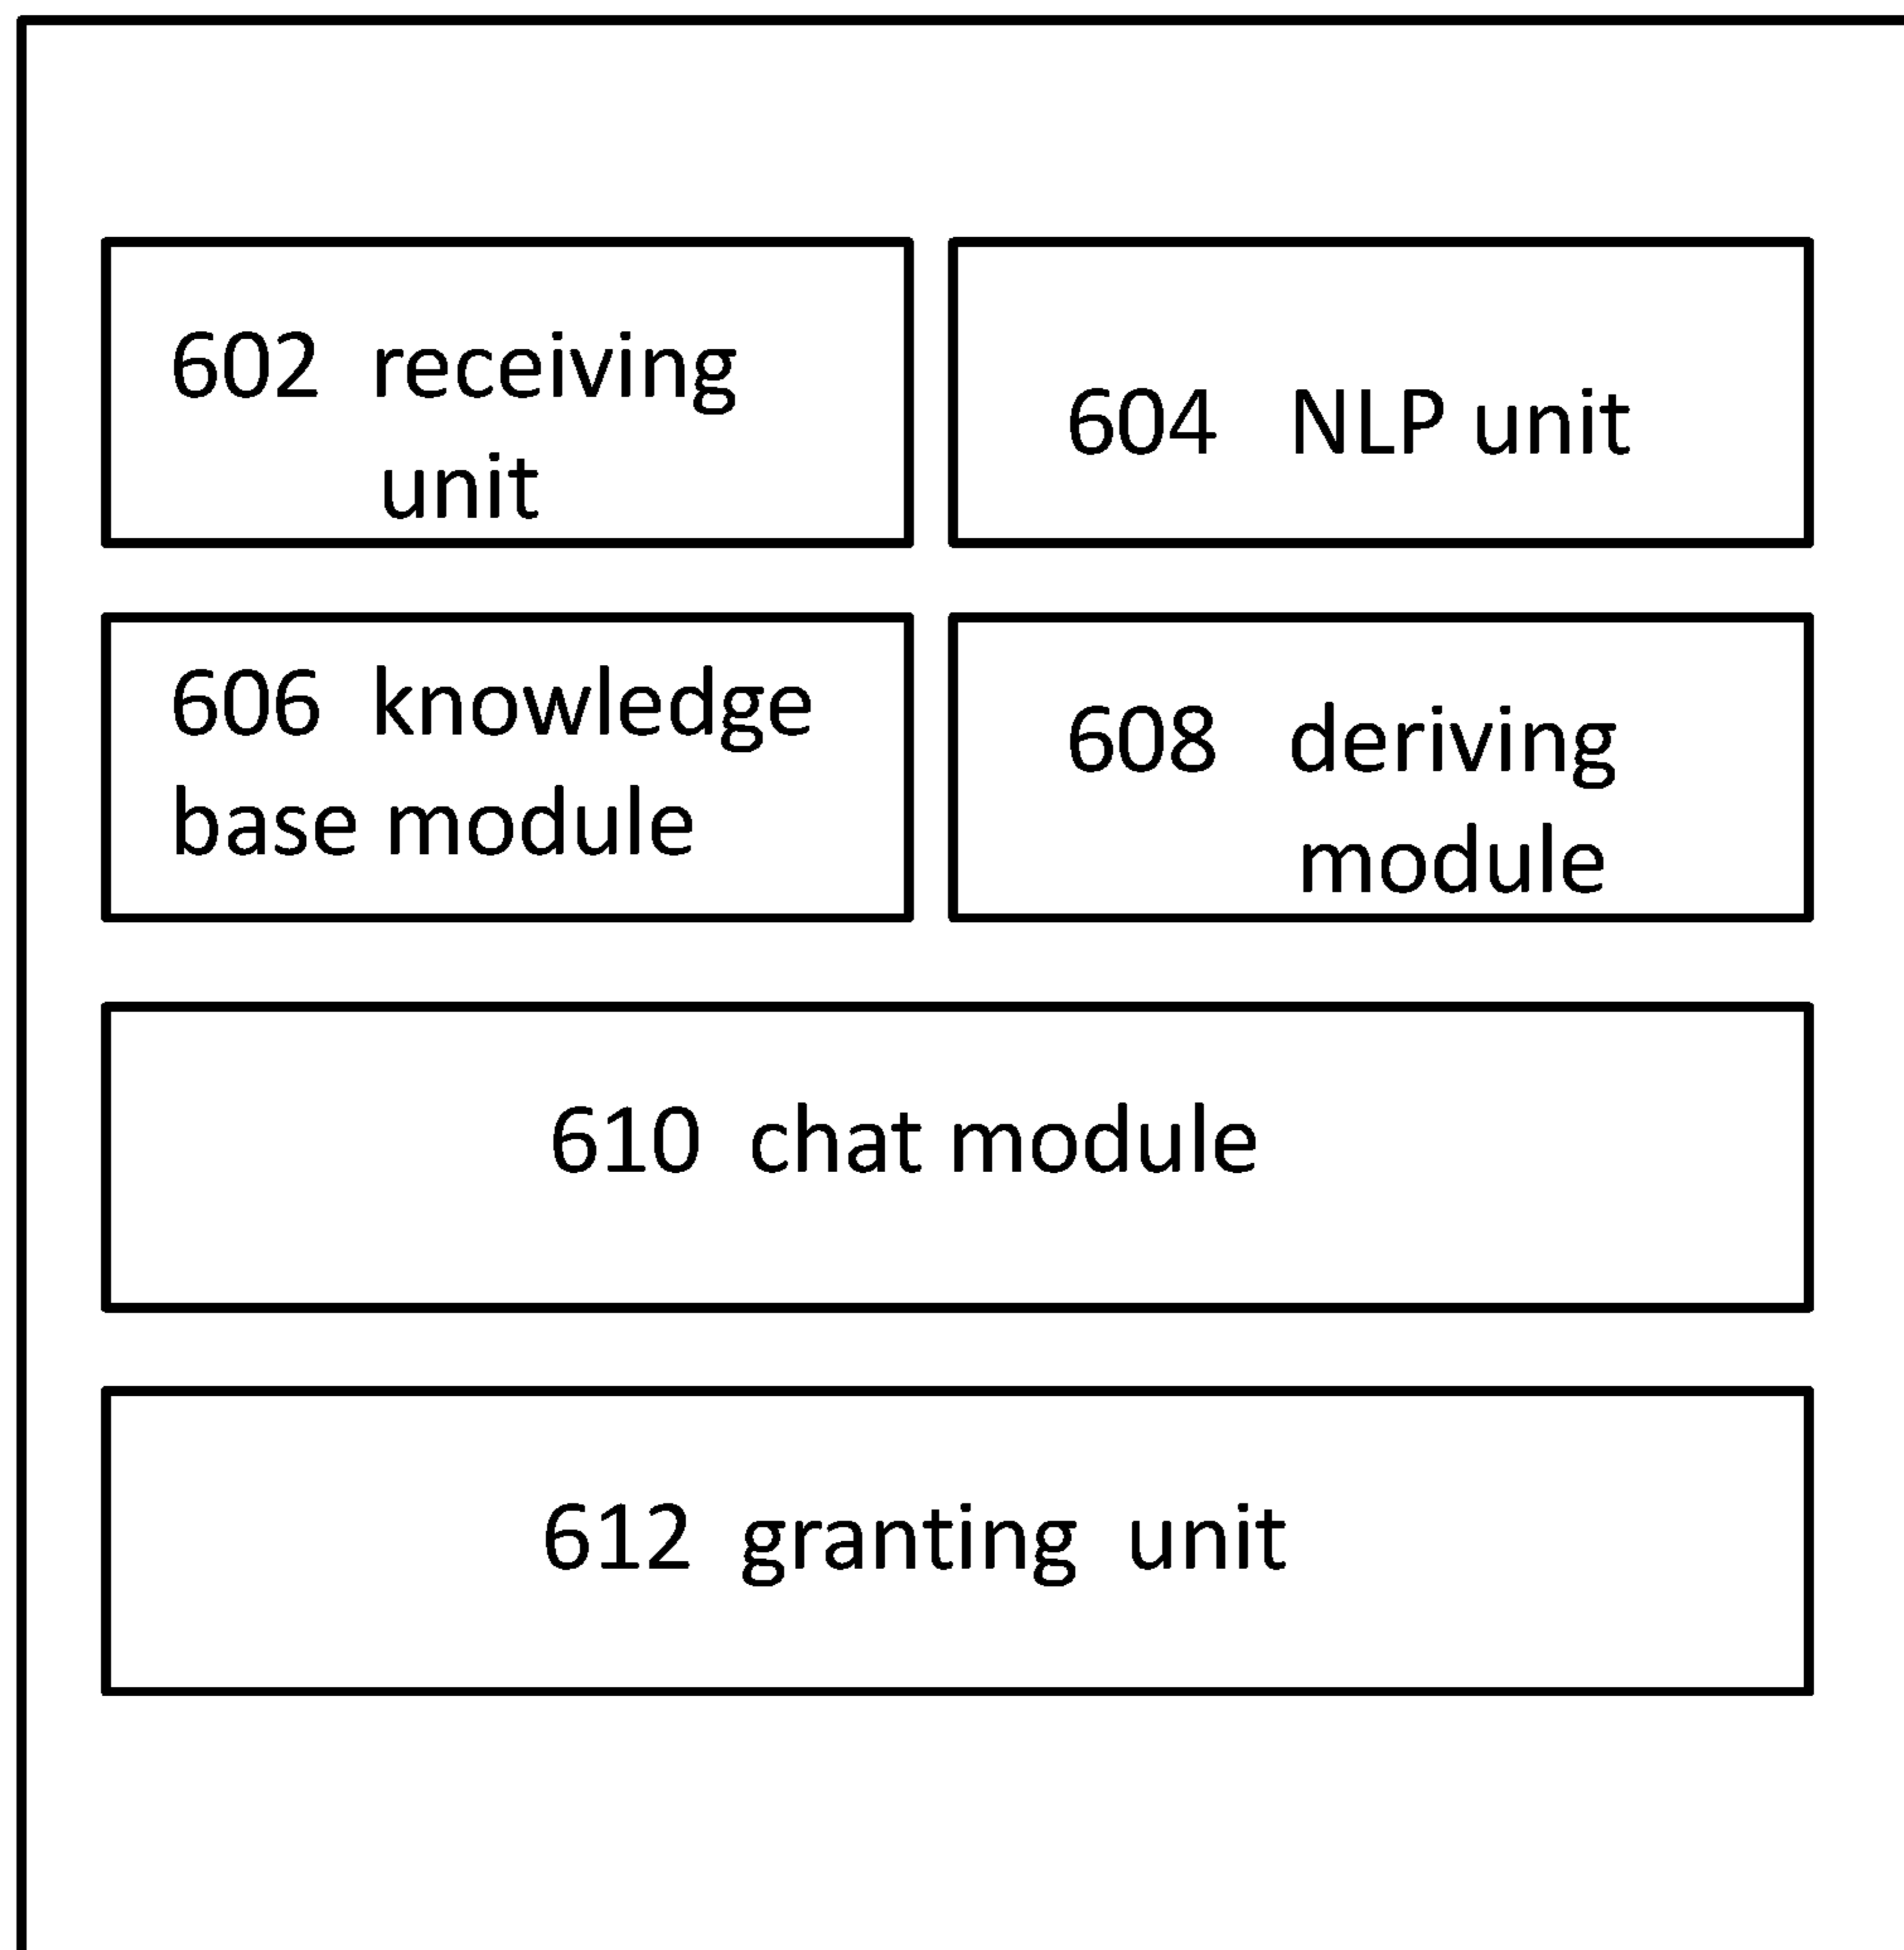 602 receiving
unit
604 NLP unit
606 knowledge
base module
608 deriving
module
610 chat module
612 granting unit